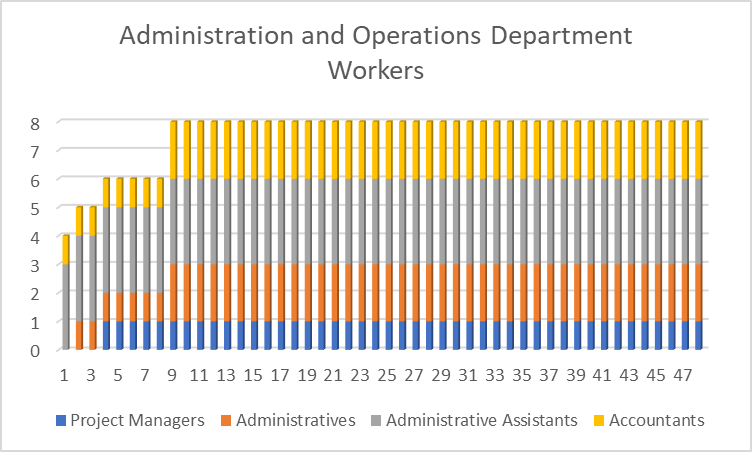 Administration and Operations Department
Workers
8
7
6
5
4
3
2
1
0
1 3 5 7 9 11 13 15 17 19 21 23 25 27 29 31 33 35 37 39 41 43 45 47
Project Managers Administratives Administrative Assistants Accountants